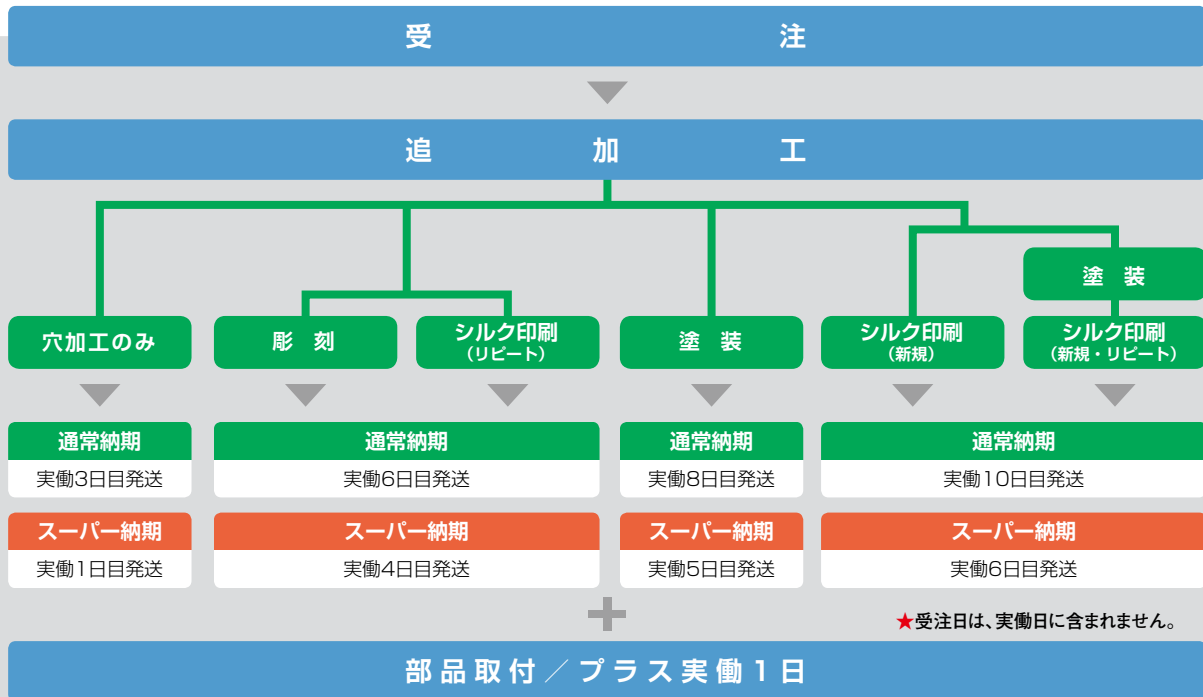 受注
追加工
塗装
穴加工のみ
彫刻
シルク印刷
(リピート)
塗装
シルク印刷
(新規)
シルク印刷
(新規・リピート)
通常納期
実働3日目発送
通常納期
実働6日目発送
通常納期
実働8日目発送
通常納期
実働10日目発送
スーパー納期
実働1日目発送
スーパー納期
実働4日目発送
スーパー納期
実働5日目発送
スーパー納期
実働6日目発送
+
★受注日は、実働日に含まれません。
部品取付/プラス実働1日